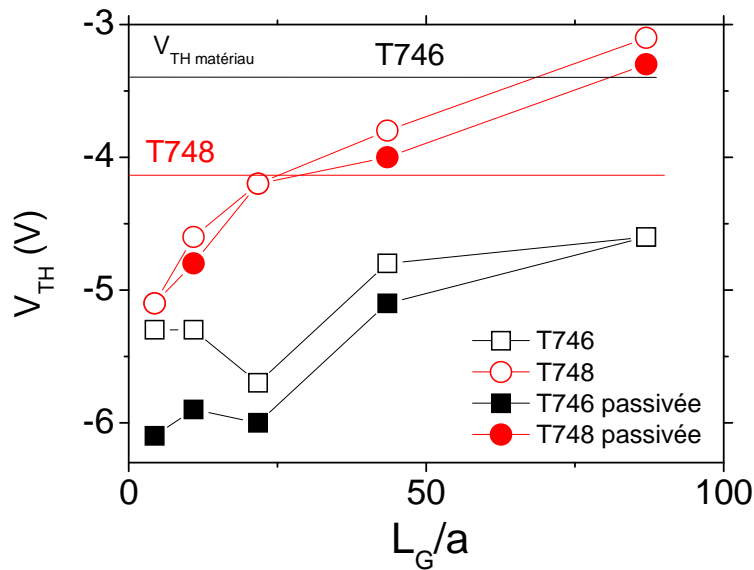 -3
V_TH matériau
T746
T748
-4
-5
-6
V_TH (V)
T746
T748
T746 passivée
T748 passivée
0
50
100
L_G/a